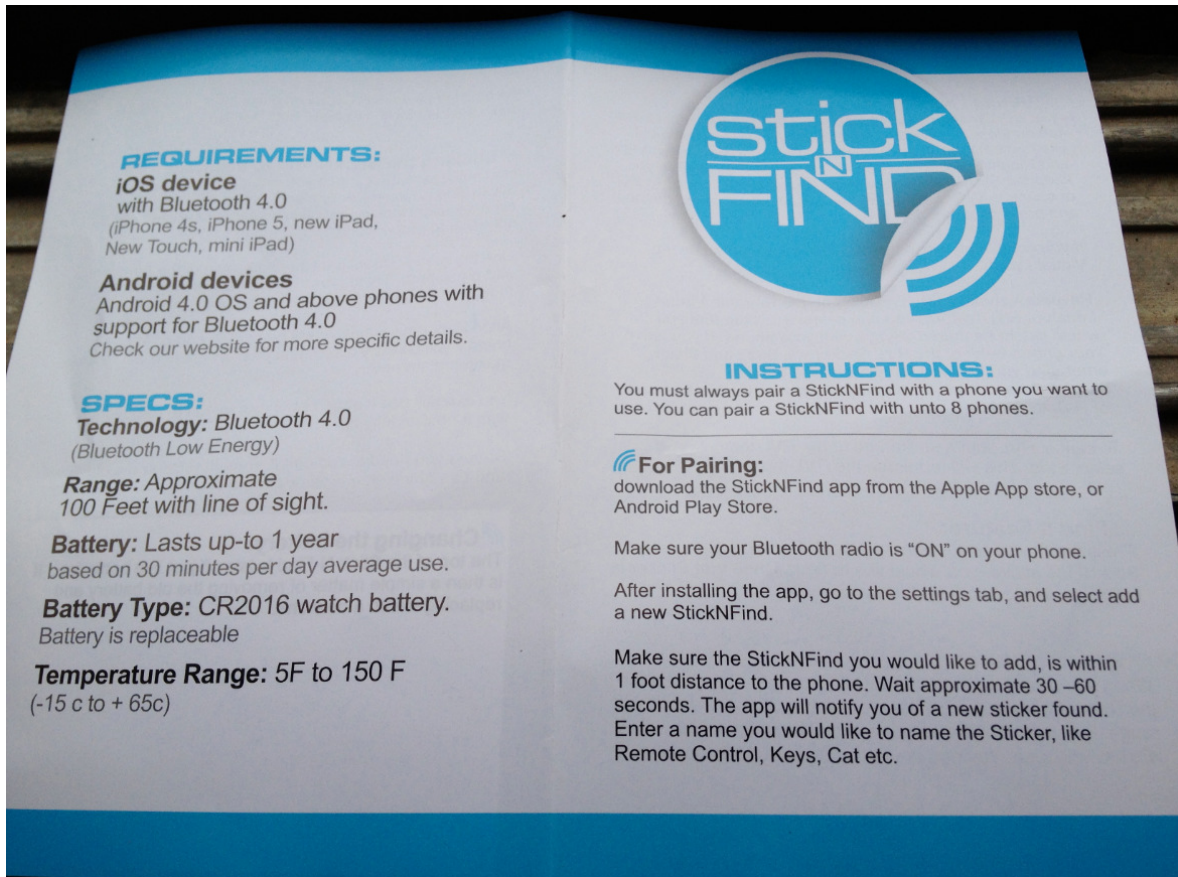 REQUIREMENTS:
iOS device
with Bluetooth 4.0
(iPhone 4s, iPhone 5, new iPad,
New Touch, mini iPad)
Android devices
Android 4.0 OS and above phones with
support for Bluetooth 4.0
Check our website for more specific details.
SPECS:
Technology: Bluetooth 4.0
(Bluetooth Low Energy)
Range: Approximate
100 Feet with line of sight.
Battery: Lasts up-to 1 year
based on 30 minutes per day average use.
Battery Type: CR2016 watch battery.
Battery is replaceable
Temperature Range: 5F to 150 F
(-15 c to + 65c)
stick
N
FIND
INSTRUCTIONS:
You must always pair a StickNFind with a phone you want to
use. You can pair a StickNFind with unto 8 phones.
For Pairing:
download the StickNFind app from the Apple App store, or
Android Play Store.
Make sure your Bluetooth radio is “ON” on your phone.
After installing the app, go to the settings tab, and select add
a new StickNFind.
Make sure the StickNFind you would like to add, is within
1 foot distance to the phone. Wait approximate 30 –60
seconds. The app will notify you of a new sticker found.
Enter a name you would like to name the Sticker, like
Remote Control, Keys, Cat etc.